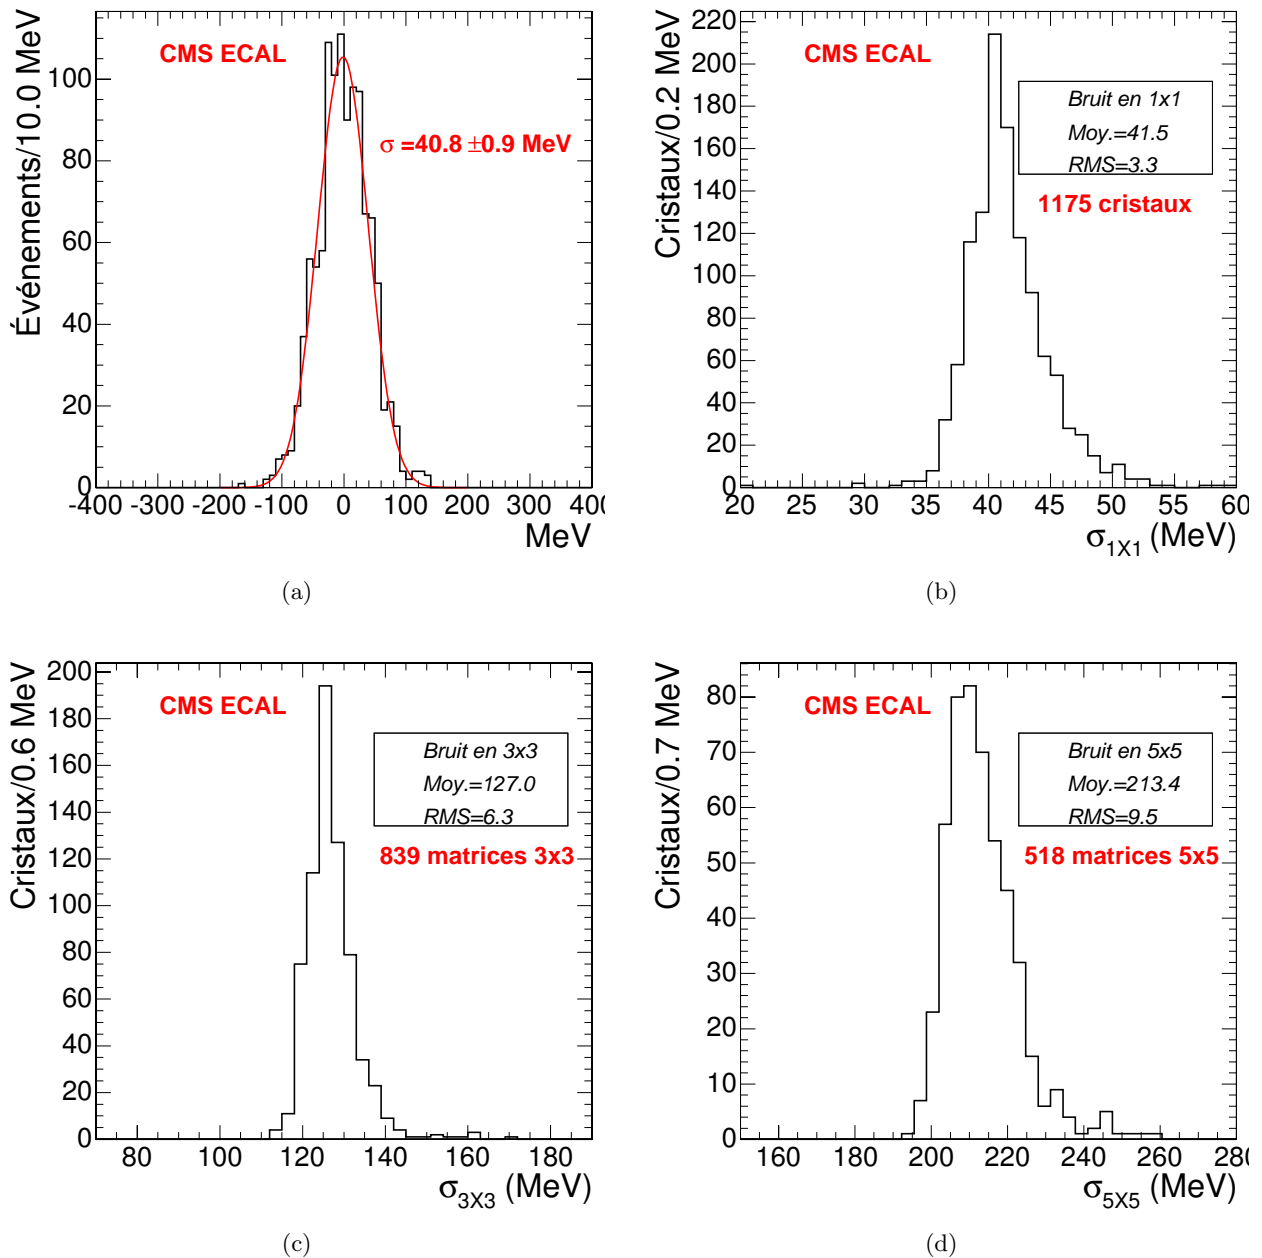 Événements/10.0 MeV
CMS ECAL
σ =40.8 ±0.9 MeV
100
80
60
40
20
0
-400 -300 -200 -100 0 100 200 300 400
MeV
(a)
Cristaux/0.2 MeV
CMS ECAL
Bruit en 1x1
Moy.=41.5
RMS=3.3
1175 cristaux
220
200
180
160
140
120
100
80
60
40
20
0
20 25 30 35 40 45 50 55 60
σ1X1 (MeV)
(b)
Cristaux/0.6 MeV
CMS ECAL
Bruit en 3x3
Moy.=127.0
RMS=6.3
839 matrices 3x3
200
180
160
140
120
100
80
60
40
20
0
80 100 120 140 160 180
σ3X3 (MeV)
(c)
Cristaux/0.7 MeV
CMS ECAL
Bruit en 5x5
Moy.=213.4
RMS=9.5
518 matrices 5x5
80
70
60
50
40
30
20
10
0
160 180 200 220 240 260 280
σ5X5 (MeV)
(d)